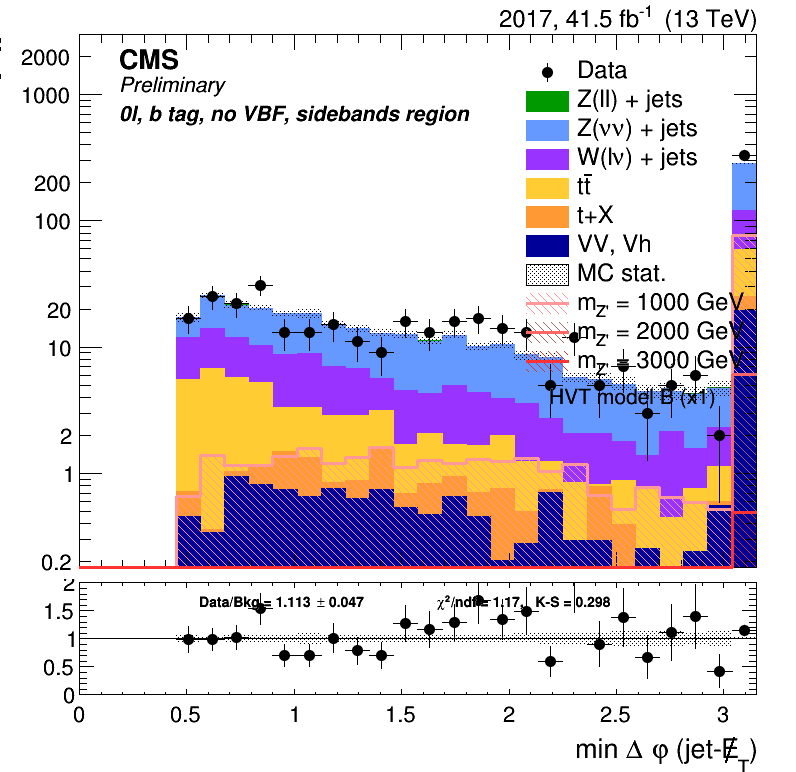 2017, 41.5 fb⁻¹ (13 TeV)
CMS
Preliminary
0l, b tag, no VBF, sidebands region
Data
Z(ll) + jets
Z(νν) + jets
W(lν) + jets
tt̄
t+X
VV, Vh
MC stat.
m_Z' = 1000 GeV
m_Z' = 2000 GeV
m_Z' = 3000 GeV
HVT model B (x1)
2000
1000
200
100
20
10
2
1
0.2
Data/Bkg = 1.113 ± 0.047 χ²/ndf = 1.17, K-S = 0.298
2
1.5
1
0.5
0
0 0.5 1 1.5 2 2.5 3
min Δ φ (jet-E̸_T)